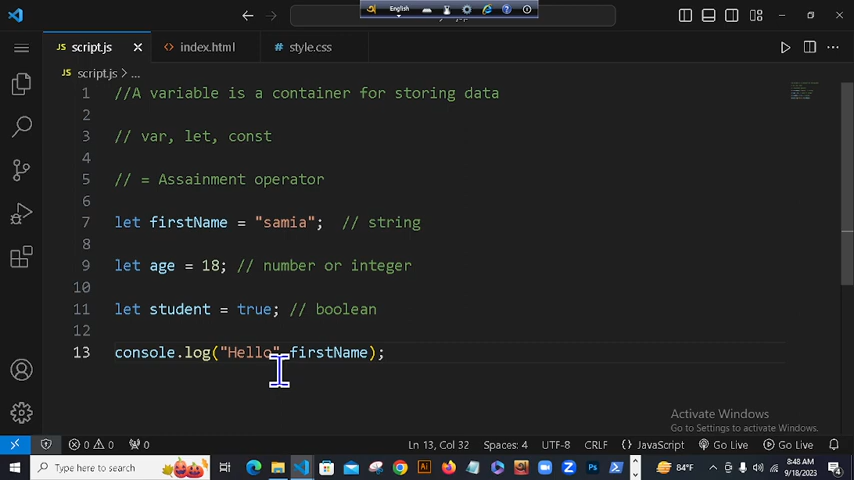 English
script.js
index.html
style.css
script.js > ...
1 //A variable is a container for storing data
2
3 // var, let, const
4
5 // = Assainment operator
6
7 let firstName = "samia"; // string
8
9 let age = 18; // number or integer
10
11 let student = true; // boolean
12
13 console.log("Hello" firstName);
Activate Windows
Go to Settings to activate Windows.
0 0 0 Ln 13, Col 32 Spaces: 4 UTF-8 CRLF JavaScript Go Live Go Live
Type here to search 84°F 8:48 AM
9/18/2023